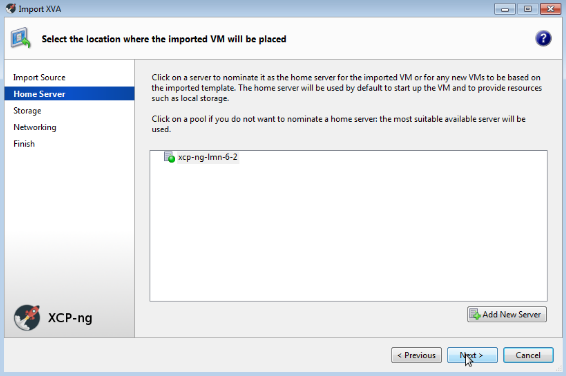 Import XVA
Select the location where the imported VM will be placed
?
Import Source
Home Server
Storage
Networking
Finish
Click on a server to nominate it as the home server for the imported VM or for any new VMs to be based on
the imported template. The home server will be used by default to start up the VM and to provide resources
such as local storage.
Click on a pool if you do not want to nominate a home server: the most suitable available server will be
used.
xcp-ng-lmn-6-2
XCP-ng
Add New Server
< Previous
Next >
Cancel